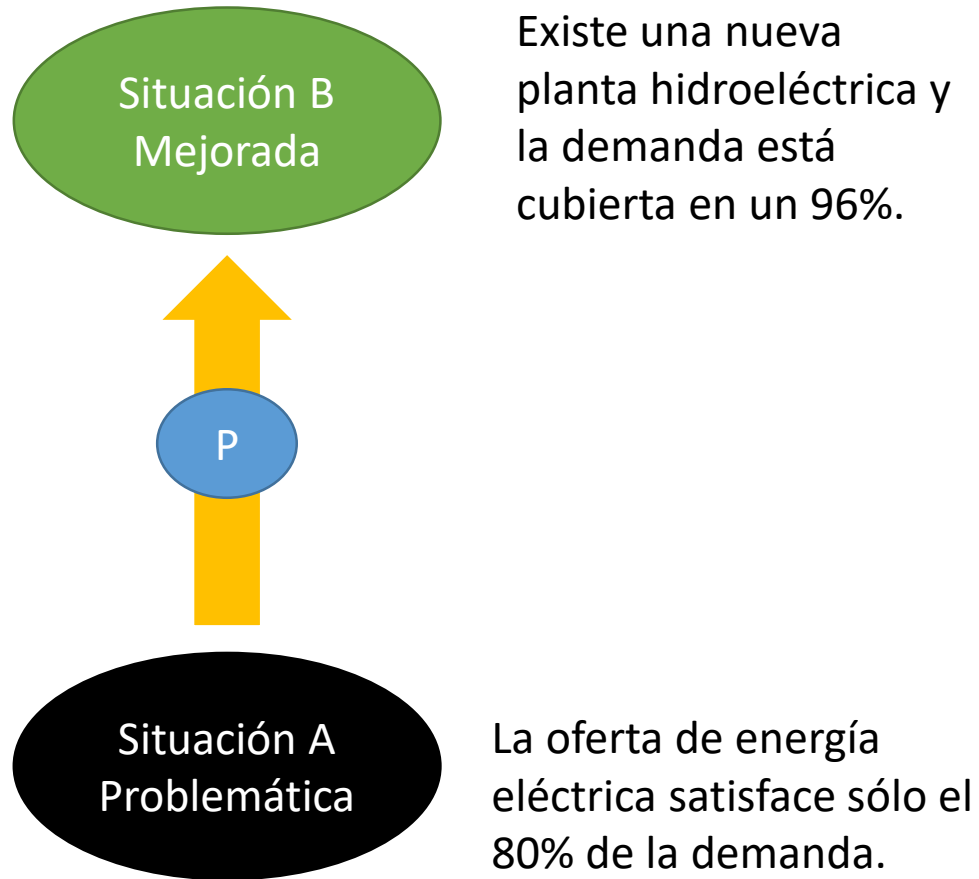 Situación B
Mejorada
Existe una nueva
planta hidroeléctrica y
la demanda está
cubierta en un 96%.
P
Situación A
Problemática
La oferta de energía
eléctrica satisface sólo el
80% de la demanda.